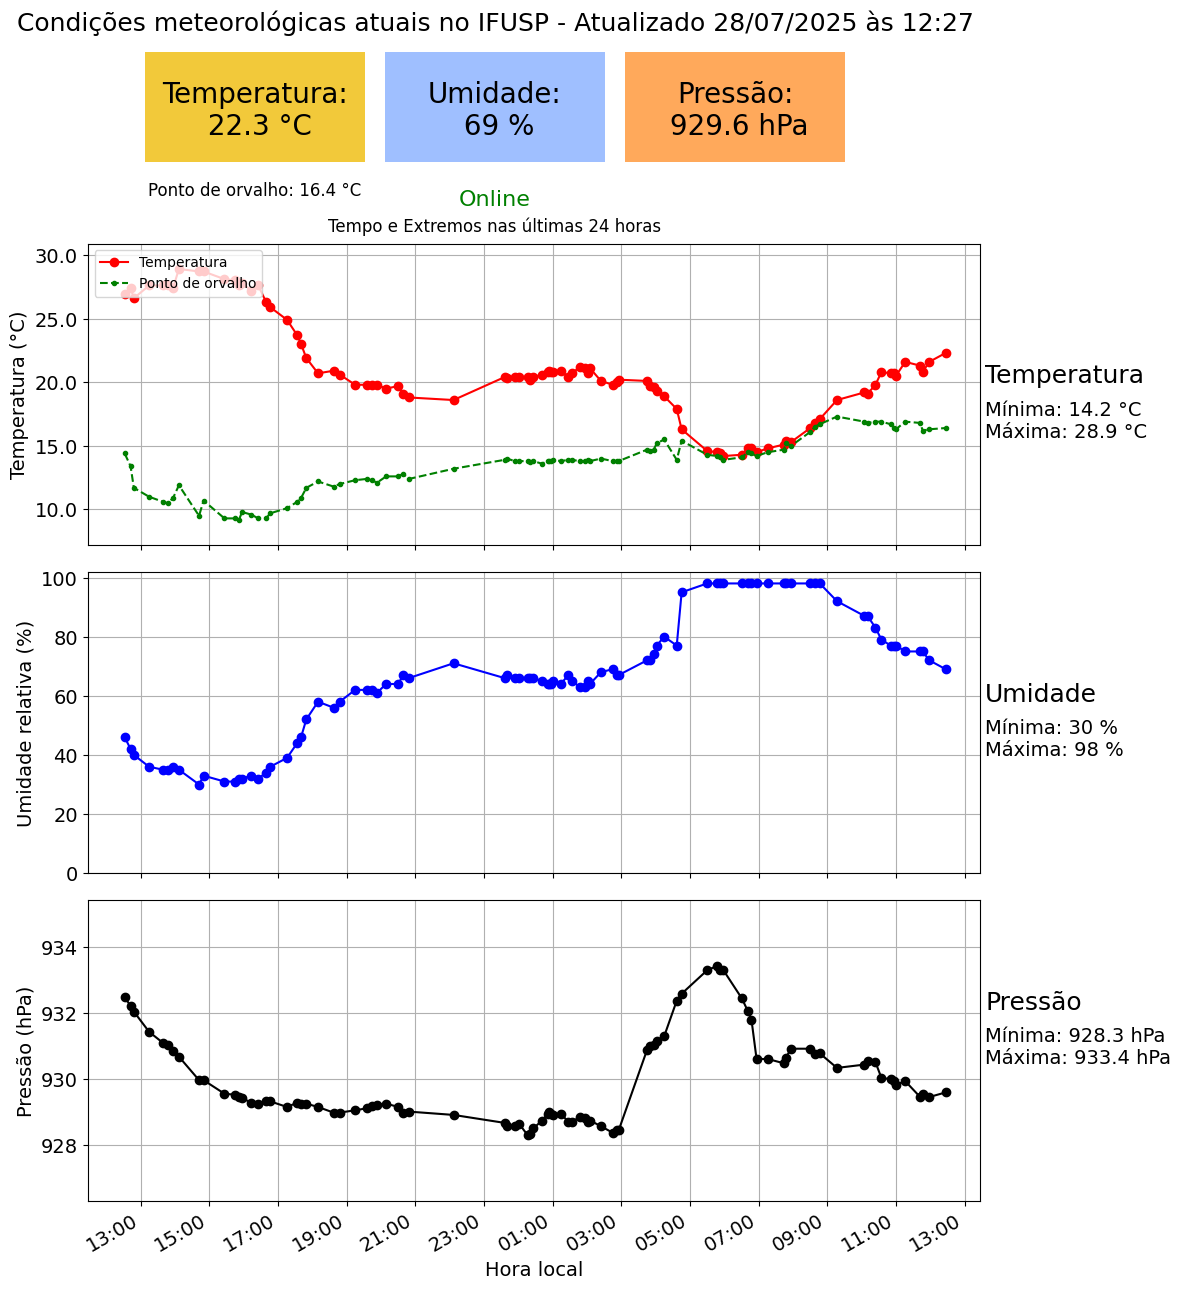 Condições meteorológicas atuais no IFUSP - Atualizado 28/07/2025 às 12:27
Temperatura:
22.3 °C
Umidade:
69 %
Pressão:
929.6 hPa
Ponto de orvalho: 16.4 °C
Online
Tempo e Extremos nas últimas 24 horas
Temperatura
Ponto de orvalho
Temperatura (°C)
30.0
25.0
20.0
15.0
10.0
Temperatura
Mínima: 14.2 °C
Máxima: 28.9 °C
Umidade relativa (%)
100
80
60
40
20
0
Umidade
Mínima: 30 %
Máxima: 98 %
Pressão (hPa)
934
932
930
928
Pressão
Mínima: 928.3 hPa
Máxima: 933.4 hPa
13:00 15:00 17:00 19:00 21:00 23:00 01:00 03:00 05:00 07:00 09:00 11:00 13:00
Hora local